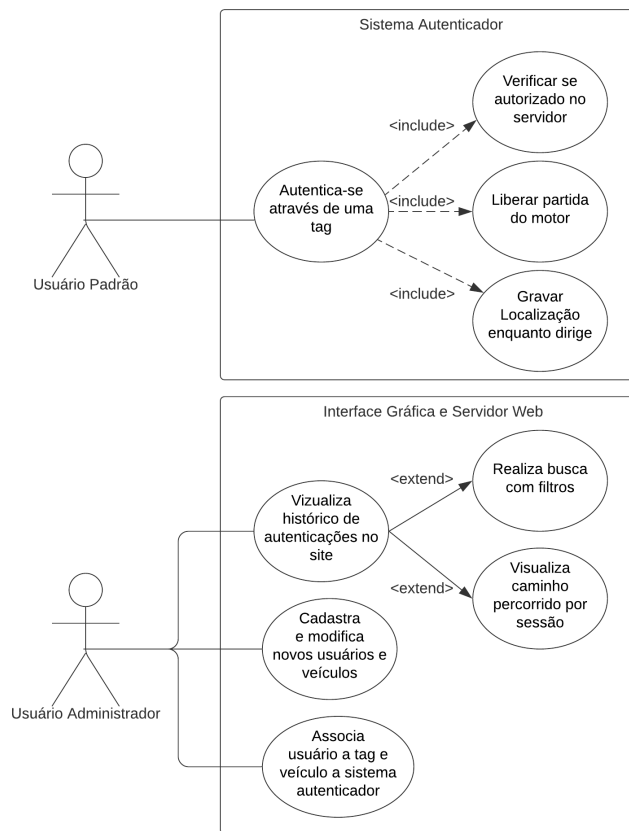 Sistema Autenticador
Verificar se
autorizado no
servidor
<include>
Autentica-se
através de uma
tag
<include>
Liberar partida
do motor
Usuário Padrão
<include>
Gravar
Localização
enquanto dirige
Interface Gráfica e Servidor Web
<extend>
Realiza busca
com filtros
Vizualiza
histórico de
autenticações no
site
<extend>
Visualiza
caminho
percorrido por
sessão
Cadastra
e modifica
novos usuários e
veículos
Usuário Administrador
Associa
usuário a tag e
veículo a sistema
autenticador